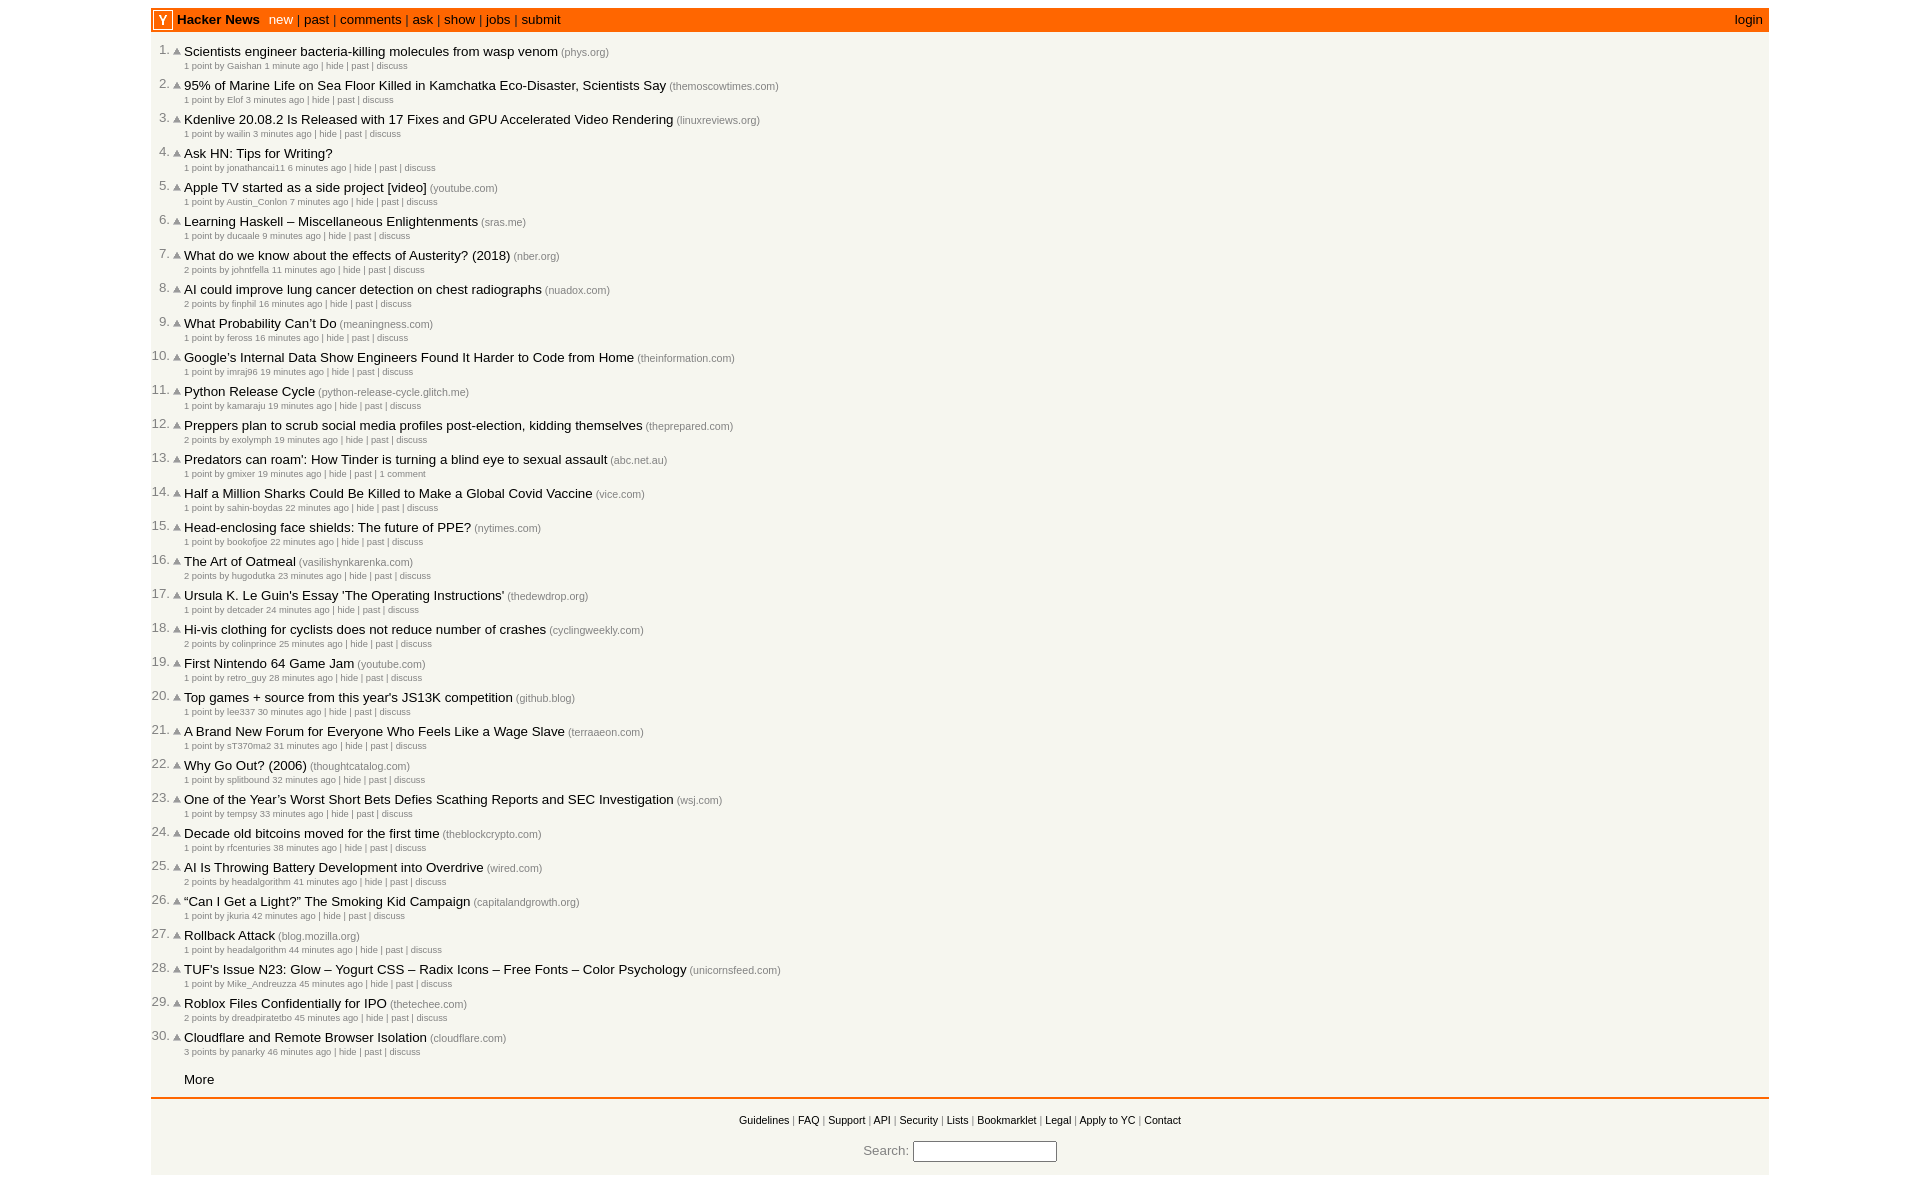 Y Hacker News new | past | comments | ask | show | jobs | submit login
1. Scientists engineer bacteria-killing molecules from wasp venom (phys.org)
1 point by Gaishan 1 minute ago | hide | past | discuss
2. 95% of Marine Life on Sea Floor Killed in Kamchatka Eco-Disaster, Scientists Say (themoscowtimes.com)
1 point by Elof 3 minutes ago | hide | past | discuss
3. Kdenlive 20.08.2 Is Released with 17 Fixes and GPU Accelerated Video Rendering (linuxreviews.org)
1 point by wailin 3 minutes ago | hide | past | discuss
4. Ask HN: Tips for Writing?
1 point by jonathancai11 6 minutes ago | hide | past | discuss
5. Apple TV started as a side project [video] (youtube.com)
1 point by Austin_Conlon 7 minutes ago | hide | past | discuss
6. Learning Haskell – Miscellaneous Enlightenments (sras.me)
1 point by ducaale 9 minutes ago | hide | past | discuss
7. What do we know about the effects of Austerity? (2018) (nber.org)
2 points by johntfella 11 minutes ago | hide | past | discuss
8. AI could improve lung cancer detection on chest radiographs (nuadox.com)
2 points by finphil 16 minutes ago | hide | past | discuss
9. What Probability Can’t Do (meaningness.com)
1 point by feross 16 minutes ago | hide | past | discuss
10. Google’s Internal Data Show Engineers Found It Harder to Code from Home (theinformation.com)
1 point by imraj96 19 minutes ago | hide | past | discuss
11. Python Release Cycle (python-release-cycle.glitch.me)
1 point by kamaraju 19 minutes ago | hide | past | discuss
12. Preppers plan to scrub social media profiles post-election, kidding themselves (theprepared.com)
2 points by exolymph 19 minutes ago | hide | past | discuss
13. Predators can roam': How Tinder is turning a blind eye to sexual assault (abc.net.au)
1 point by gmixer 19 minutes ago | hide | past | 1 comment
14. Half a Million Sharks Could Be Killed to Make a Global Covid Vaccine (vice.com)
1 point by sahin-boydas 22 minutes ago | hide | past | discuss
15. Head-enclosing face shields: The future of PPE? (nytimes.com)
1 point by bookofjoe 22 minutes ago | hide | past | discuss
16. The Art of Oatmeal (vasilishynkarenka.com)
2 points by hugodutka 23 minutes ago | hide | past | discuss
17. Ursula K. Le Guin's Essay 'The Operating Instructions' (thedewdrop.org)
1 point by detcader 24 minutes ago | hide | past | discuss
18. Hi-vis clothing for cyclists does not reduce number of crashes (cyclingweekly.com)
2 points by colinprince 25 minutes ago | hide | past | discuss
19. First Nintendo 64 Game Jam (youtube.com)
1 point by retro_guy 28 minutes ago | hide | past | discuss
20. Top games + source from this year's JS13K competition (github.blog)
1 point by lee337 30 minutes ago | hide | past | discuss
21. A Brand New Forum for Everyone Who Feels Like a Wage Slave (terraaeon.com)
1 point by sT370ma2 31 minutes ago | hide | past | discuss
22. Why Go Out? (2006) (thoughtcatalog.com)
1 point by splitbound 32 minutes ago | hide | past | discuss
23. One of the Year’s Worst Short Bets Defies Scathing Reports and SEC Investigation (wsj.com)
1 point by tempsy 33 minutes ago | hide | past | discuss
24. Decade old bitcoins moved for the first time (theblockcrypto.com)
1 point by rfcenturies 38 minutes ago | hide | past | discuss
25. AI Is Throwing Battery Development into Overdrive (wired.com)
2 points by headalgorithm 41 minutes ago | hide | past | discuss
26. “Can I Get a Light?” The Smoking Kid Campaign (capitalandgrowth.org)
1 point by jkuria 42 minutes ago | hide | past | discuss
27. Rollback Attack (blog.mozilla.org)
1 point by headalgorithm 44 minutes ago | hide | past | discuss
28. TUF's Issue N23: Glow – Yogurt CSS – Radix Icons – Free Fonts – Color Psychology (unicornsfeed.com)
1 point by Mike_Andreuzza 45 minutes ago | hide | past | discuss
29. Roblox Files Confidentially for IPO (thetechee.com)
2 points by dreadpiratetbo 45 minutes ago | hide | past | discuss
30. Cloudflare and Remote Browser Isolation (cloudflare.com)
3 points by panarky 46 minutes ago | hide | past | discuss
More
Guidelines | FAQ | Support | API | Security | Lists | Bookmarklet | Legal | Apply to YC | Contact
Search: